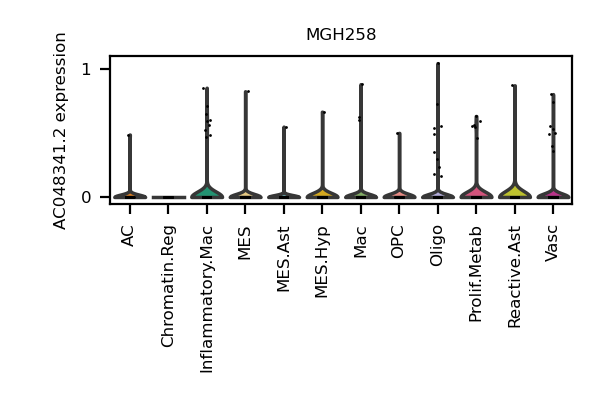 MGH258
AC048341.2 expression
1
0
AC
Chromatin.Reg
Inflammatory.Mac
MES
MES.Ast
MES.Hyp
Mac
OPC
Oligo
Prolif.Metab
Reactive.Ast
Vasc